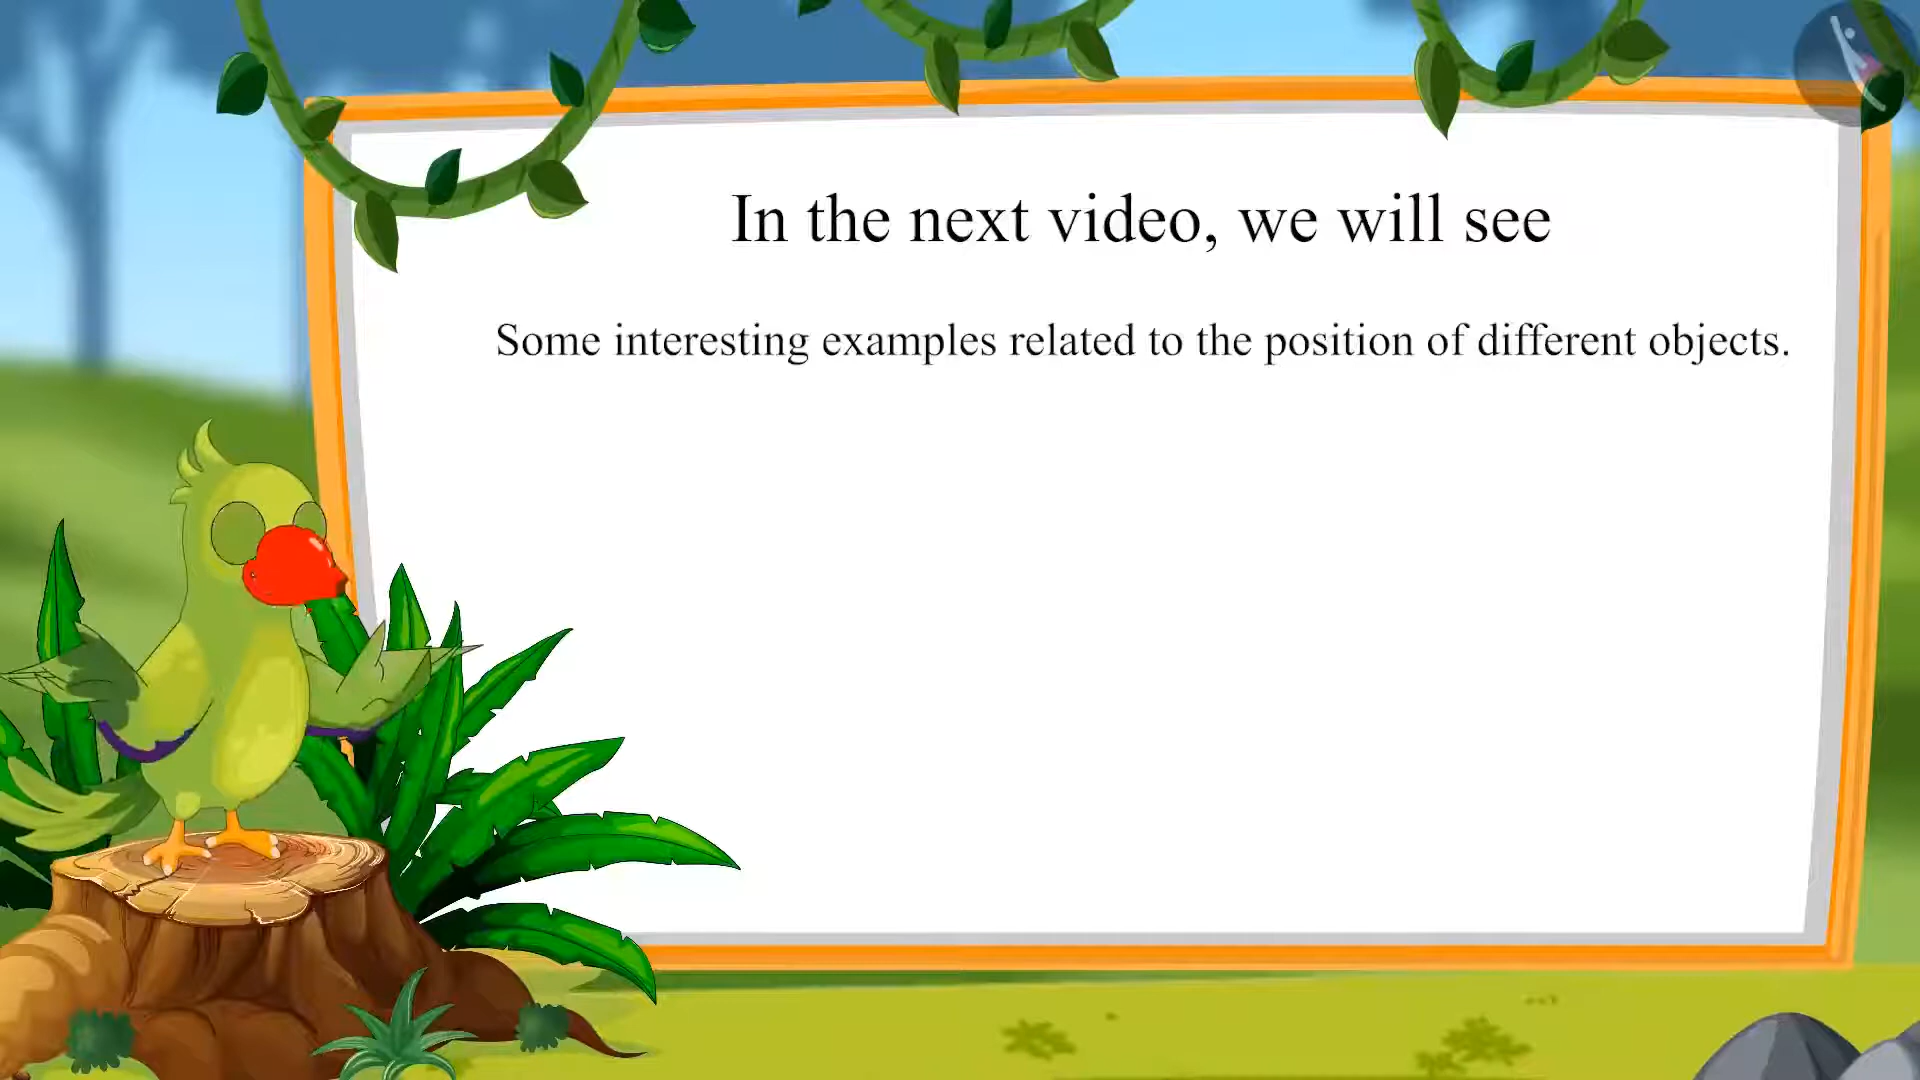 In the next video, we will see
Some interesting examples related to the position of different objects.